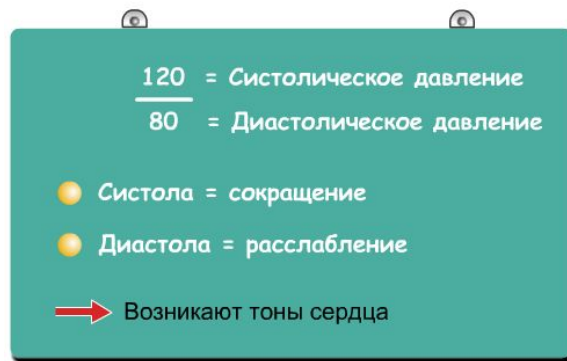 120 = Систолическое давление
80 = Диастолическое давление
Систола = сокращение
Диастола = расслабление
Возникают тоны сердца